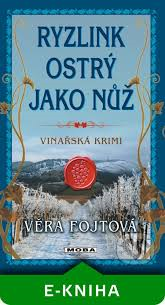 RYZLINK
OSTRÝ
JAKO NŮŽ
VINAŘSKÁ KRIMI
VĚRA FOJTOVÁ
MOBA
E-KNIHA